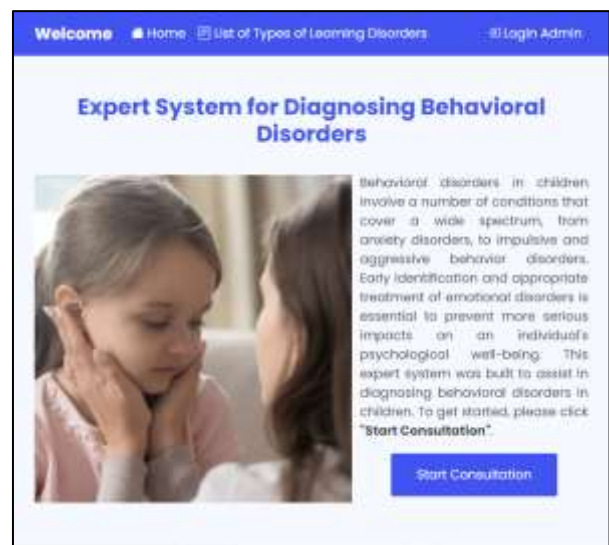 Welcome Home List of Types of Learning Disorders Login Admin
Expert System for Diagnosing Behavioral
Disorders
Behavioral disorders in children
involve a number of conditions that
cover a wide spectrum, from
anxiety disorders, to impulsive and
aggressive behavior disorders.
Early identification and appropriate
treatment of emotional disorders is
essential to prevent more serious
impacts on an individual's
psychological well-being. This
expert system was built to assist in
diagnosing behavioral disorders in
children. To get started, please click
"Start Consultation".
Start Consultation